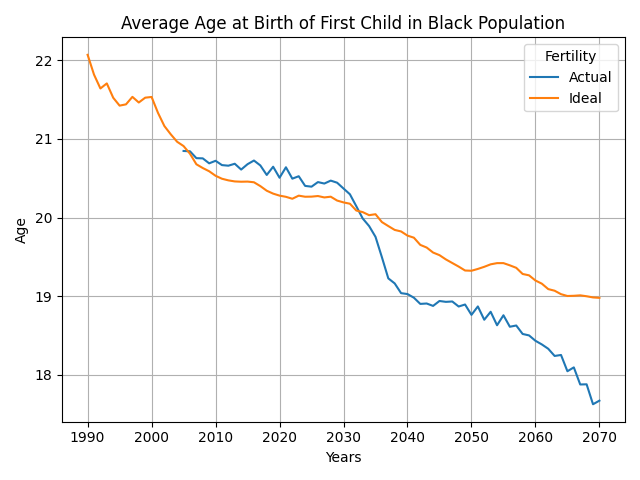 Average Age at Birth of First Child in Black Population
Fertility
Actual
Ideal
Age
22
21
20
19
18
1990 2000 2010 2020 2030 2040 2050 2060 2070
Years